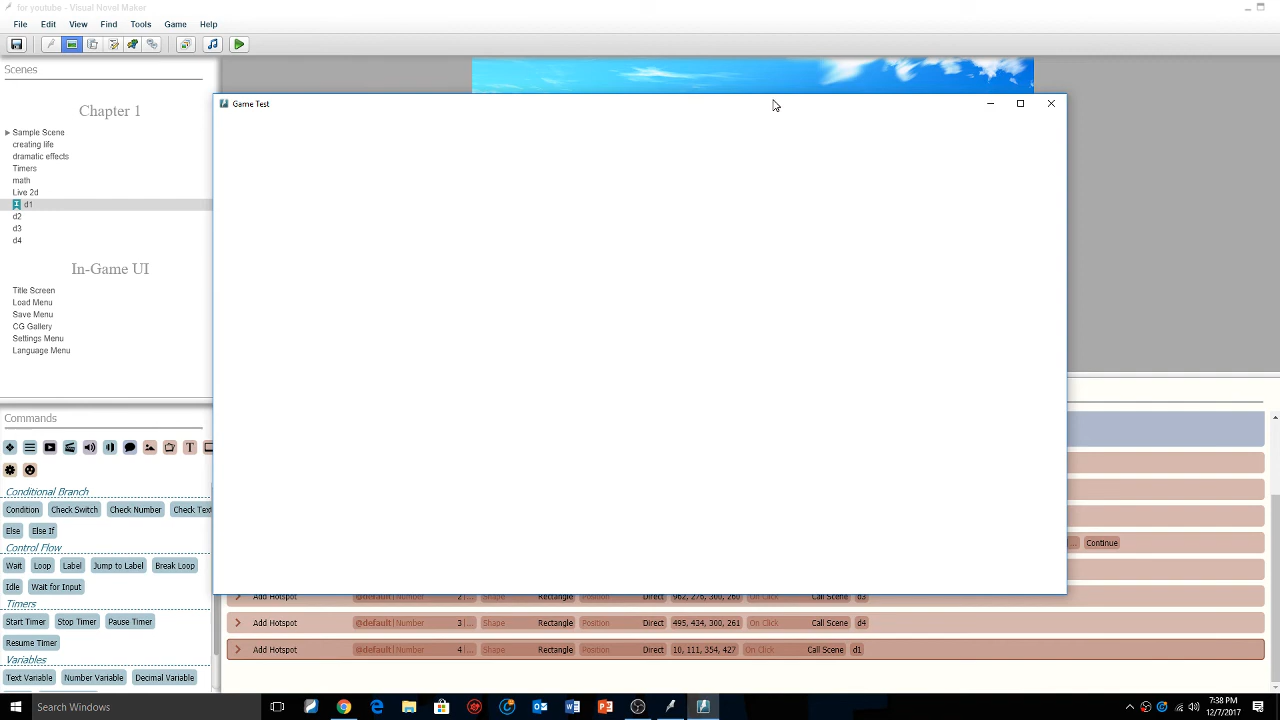 for youtube - Visual Novel Maker
File Edit View Find Tools Game Help
Scenes
Chapter 1
Sample Scene
creating life
dramatic effects
Timers
math
Live 2d
d1
d2
d3
d4
In-Game UI
Title Screen
Load Menu
Save Menu
CG Gallery
Settings Menu
Language Menu
Game Test
Commands
Conditional Branch
Condition Check Switch Check Number Check Text
Else Else If
Control Flow
Wait Loop Label Jump to Label Break Loop
Idle Wait for Input
Timers
Start Timer Stop Timer Pause Timer
Resume Timer
Variables
Text Variable Number Variable Decimal Variable
Continue
Add Hotspot @default|Number 2|... Shape Rectangle Position Direct 962, 276, 300, 260 On Click Call Scene d3
Add Hotspot @default|Number 3|... Shape Rectangle Position Direct 495, 434, 300, 261 On Click Call Scene d4
Add Hotspot @default|Number 4|... Shape Rectangle Position Direct 10, 111, 354, 427 On Click Call Scene d1
Search Windows
7:38 PM
12/7/2017